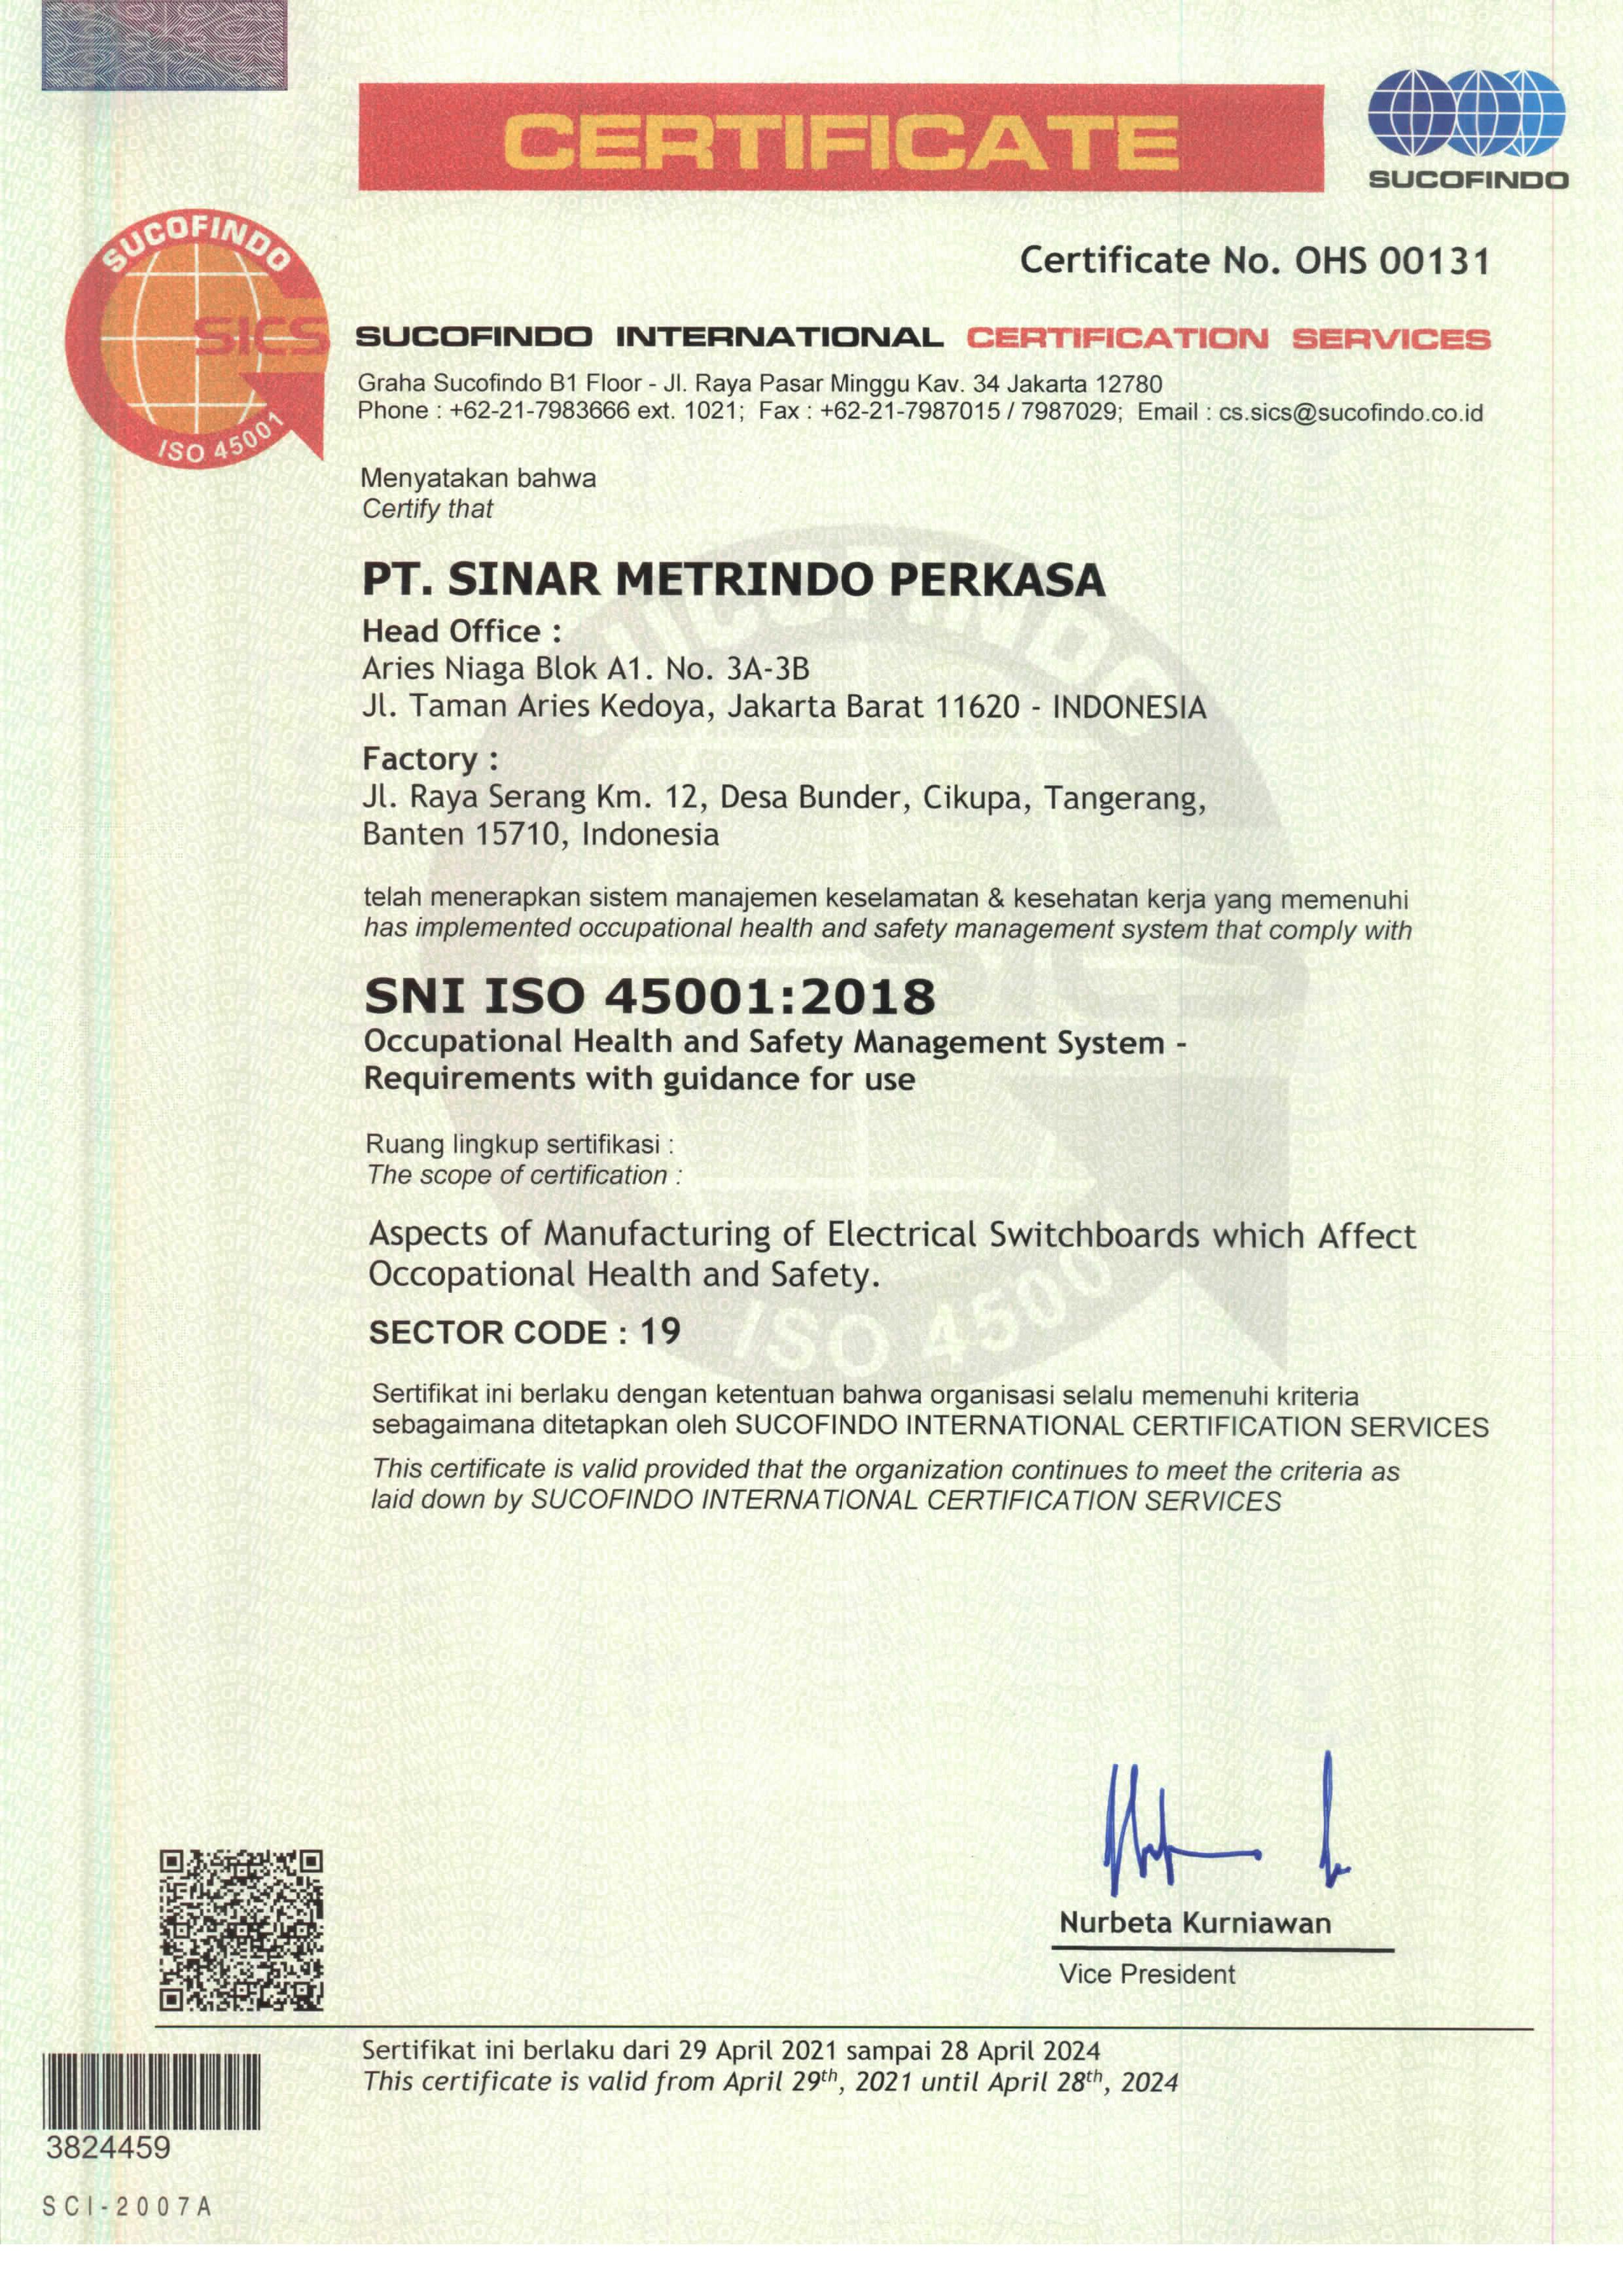 CERTIFICATE
SUCOFINDO
SUCOFINDO
SICS
ISO 45001
Certificate No. OHS 00131
SUCOFINDO INTERNATIONAL CERTIFICATION SERVICES
Graha Sucofindo B1 Floor - Jl. Raya Pasar Minggu Kav. 34 Jakarta 12780
Phone : +62-21-7983666 ext. 1021; Fax : +62-21-7987015 / 7987029; Email : cs.sics@sucofindo.co.id
Menyatakan bahwa
Certify that
PT. SINAR METRINDO PERKASA
Head Office :
Aries Niaga Blok A1. No. 3A-3B
Jl. Taman Aries Kedoya, Jakarta Barat 11620 - INDONESIA
Factory :
Jl. Raya Serang Km. 12, Desa Bunder, Cikupa, Tangerang,
Banten 15710, Indonesia
telah menerapkan sistem manajemen keselamatan & kesehatan kerja yang memenuhi
has implemented occupational health and safety management system that comply with
SNI ISO 45001:2018
Occupational Health and Safety Management System -
Requirements with guidance for use
Ruang lingkup sertifikasi :
The scope of certification :
Aspects of Manufacturing of Electrical Switchboards which Affect
Occopational Health and Safety.
SECTOR CODE : 19
Sertifikat ini berlaku dengan ketentuan bahwa organisasi selalu memenuhi kriteria
sebagaimana ditetapkan oleh SUCOFINDO INTERNATIONAL CERTIFICATION SERVICES
This certificate is valid provided that the organization continues to meet the criteria as
laid down by SUCOFINDO INTERNATIONAL CERTIFICATION SERVICES
Nurbeta Kurniawan
Vice President
Sertifikat ini berlaku dari 29 April 2021 sampai 28 April 2024
This certificate is valid from April 29th, 2021 until April 28th, 2024
3824459
SCI-2007A